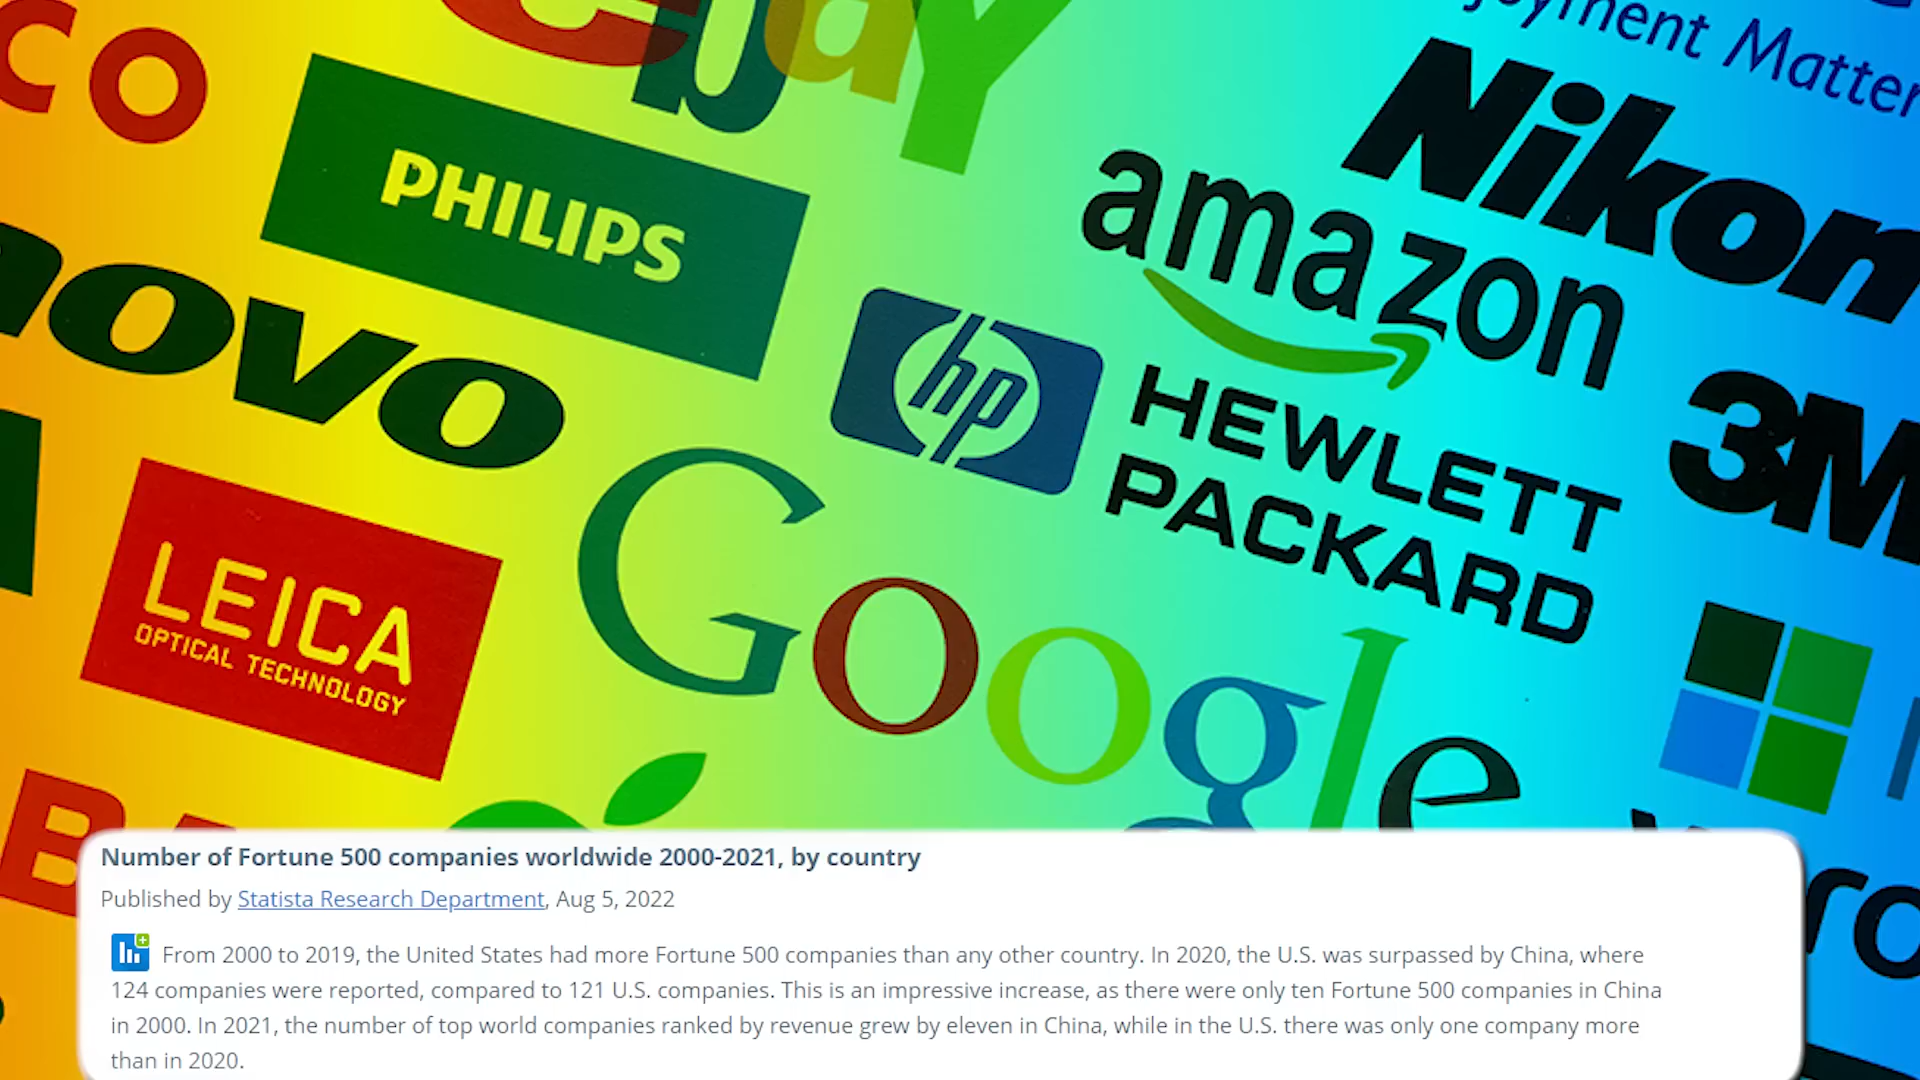 eBay
joyment Matter
CO
Nikon
PHILIPS
amazon
novo
hp
HEWLETT
PACKARD
3M
LEICA
OPTICAL TECHNOLOGY
Google
Number of Fortune 500 companies worldwide 2000-2021, by country
Published by Statista Research Department, Aug 5, 2022
From 2000 to 2019, the United States had more Fortune 500 companies than any other country. In 2020, the U.S. was surpassed by China, where
124 companies were reported, compared to 121 U.S. companies. This is an impressive increase, as there were only ten Fortune 500 companies in China
in 2000. In 2021, the number of top world companies ranked by revenue grew by eleven in China, while in the U.S. there was only one company more
than in 2020.